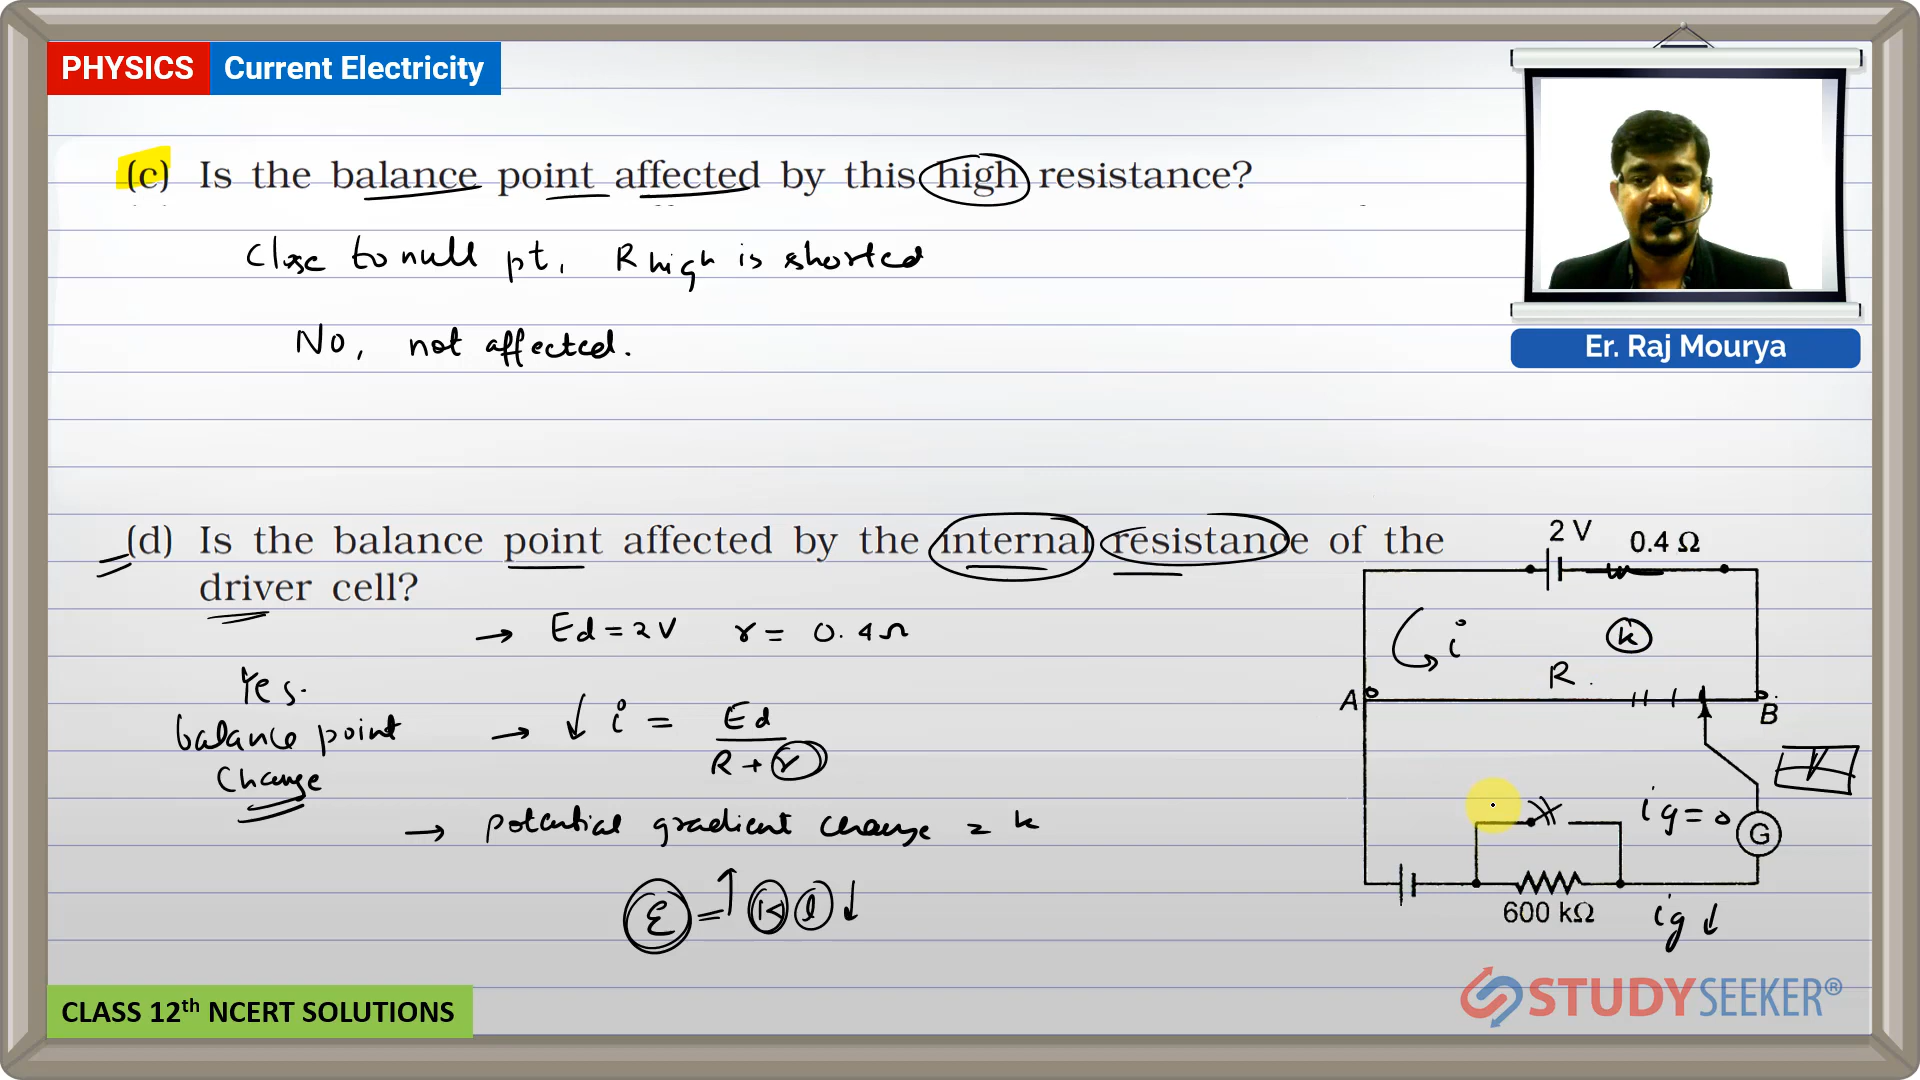 PHYSICS Current Electricity
(c) Is the balance point affected by this high resistance?
Close to null pt, R high is shorted
No, not affected.
Er. Raj Mourya
(d) Is the balance point affected by the internal resistance of the
driver cell?
→ Ed = 2V r = 0.4Ω
Yes.
balance point
change
→ ↓ i = Ed / R + r
→ potential gradient change = k
ε = ↑ k l ↓
2 V 0.4 Ω
i k
R
A B
ig = 0 G
600 kΩ ig ↓
CLASS 12th NCERT SOLUTIONS
STUDYSEEKER®